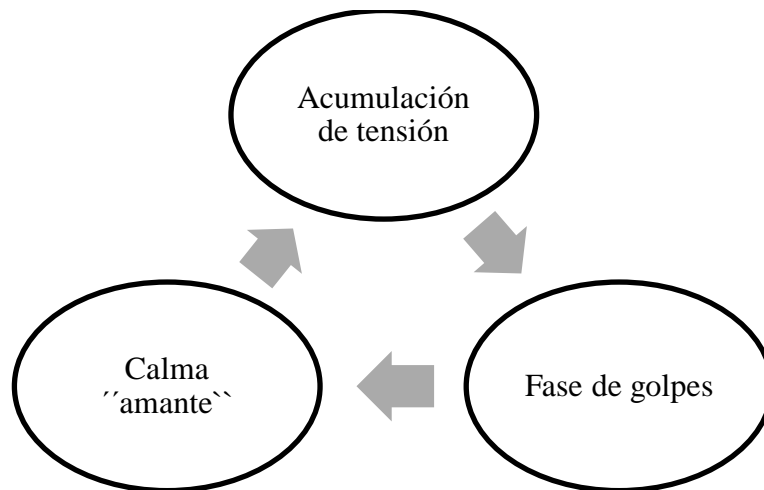 Acumulación
de tensión
Calma
´´amante``
Fase de golpes